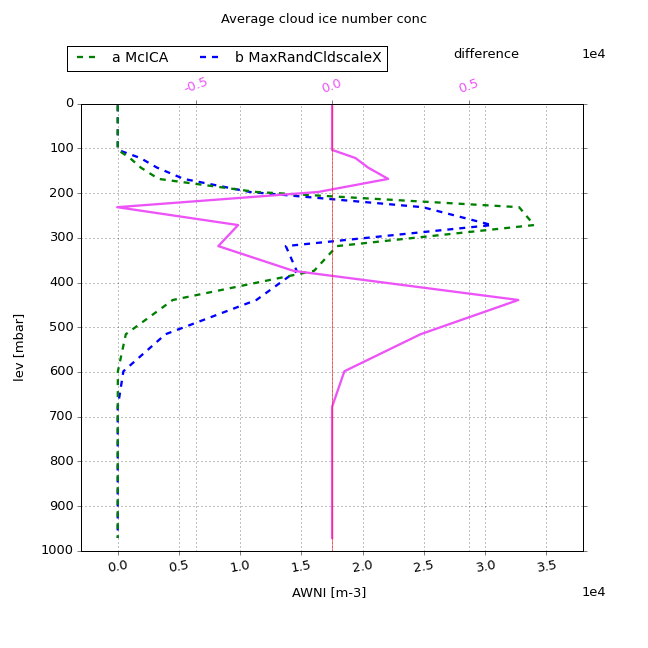 Average cloud ice number conc
a McICA b MaxRandCldscaleX
difference 1e4
-0.5 0.0 0.5
0
100
200
300
400
500
600
700
800
900
1000
lev [mbar]
0.0 0.5 1.0 1.5 2.0 2.5 3.0 3.5
AWNI [m-3] 1e4